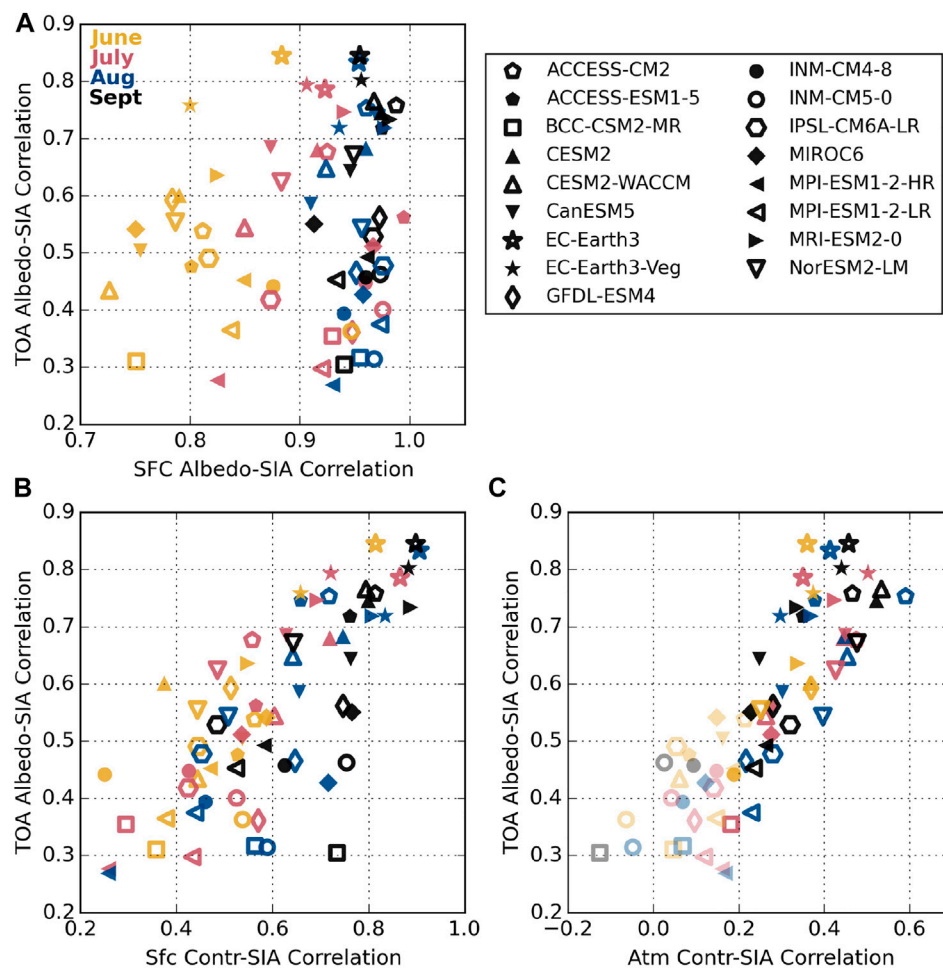 A
June
July
Aug
Sept
TOA Albedo-SIA Correlation
0.9
0.8
0.7
0.6
0.5
0.4
0.3
0.2
0.7
0.8
0.9
1.0
SFC Albedo-SIA Correlation
ACCESS-CM2
ACCESS-ESM1-5
BCC-CSM2-MR
CESM2
CESM2-WACCM
CanESM5
EC-Earth3
EC-Earth3-Veg
GFDL-ESM4
INM-CM4-8
INM-CM5-0
IPSL-CM6A-LR
MIROC6
MPI-ESM1-2-HR
MPI-ESM1-2-LR
MRI-ESM2-0
NorESM2-LM
B
TOA Albedo-SIA Correlation
0.9
0.8
0.7
0.6
0.5
0.4
0.3
0.2
0.2
0.4
0.6
0.8
1.0
Sfc Contr-SIA Correlation
C
TOA Albedo-SIA Correlation
0.9
0.8
0.7
0.6
0.5
0.4
0.3
0.2
−0.2
0.0
0.2
0.4
0.6
Atm Contr-SIA Correlation